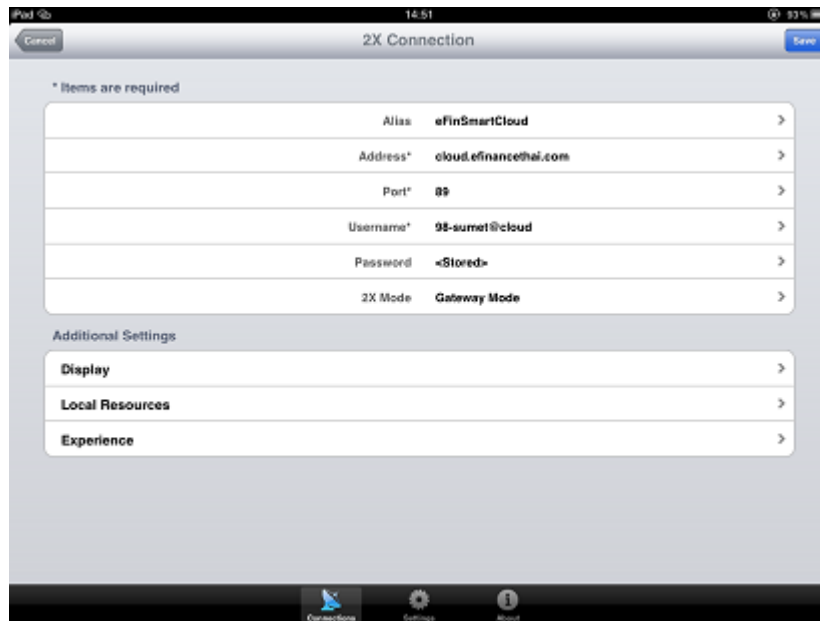 iPad 14:51 93%
Cancel 2X Connection Save
* Items are required
Alias eFinSmartCloud
Address* cloud.efinancethai.com
Port* 89
Username* 98-sumet@cloud
Password <Stored>
2X Mode Gateway Mode
Additional Settings
Display
Local Resources
Experience
Connections Settings About